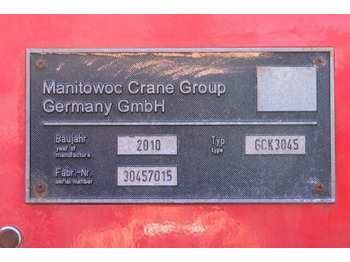 Manitowoc Crane Group
Germany GmbH
Baujahr
year of
manufacture
2010
Typ
type
GCK3045
Fabr.-Nr.
serial number
30457015